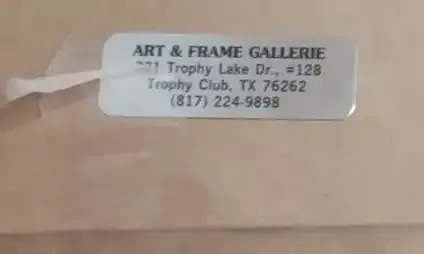 ART & FRAME GALLERIE
Trophy Lake Dr., #128
Trophy Club, TX 76262
(817) 224-9898